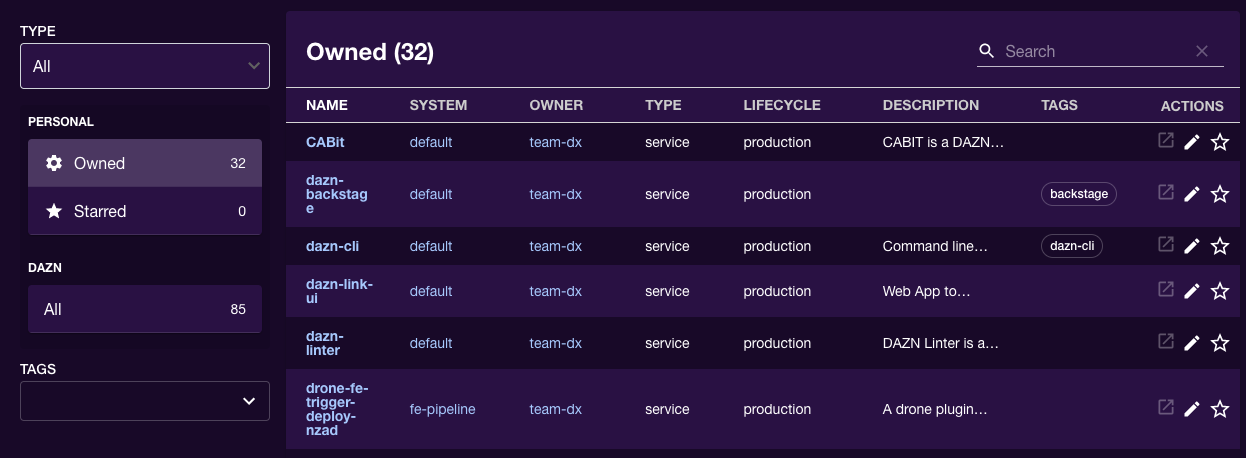 TYPE
All
PERSONAL
Owned 32
Starred 0
DAZN
All 85
TAGS
Owned (32)
Search
NAME SYSTEM OWNER TYPE LIFECYCLE DESCRIPTION TAGS ACTIONS
CABit default team-dx service production CABIT is a DAZN…
dazn-
backstag
e default team-dx service production backstage
dazn-cli default team-dx service production Command line… dazn-cli
dazn-link-
ui default team-dx service production Web App to…
dazn-
linter default team-dx service production DAZN Linter is a…
drone-fe-
trigger-
deploy-
nzad fe-pipeline team-dx service production A drone plugin…